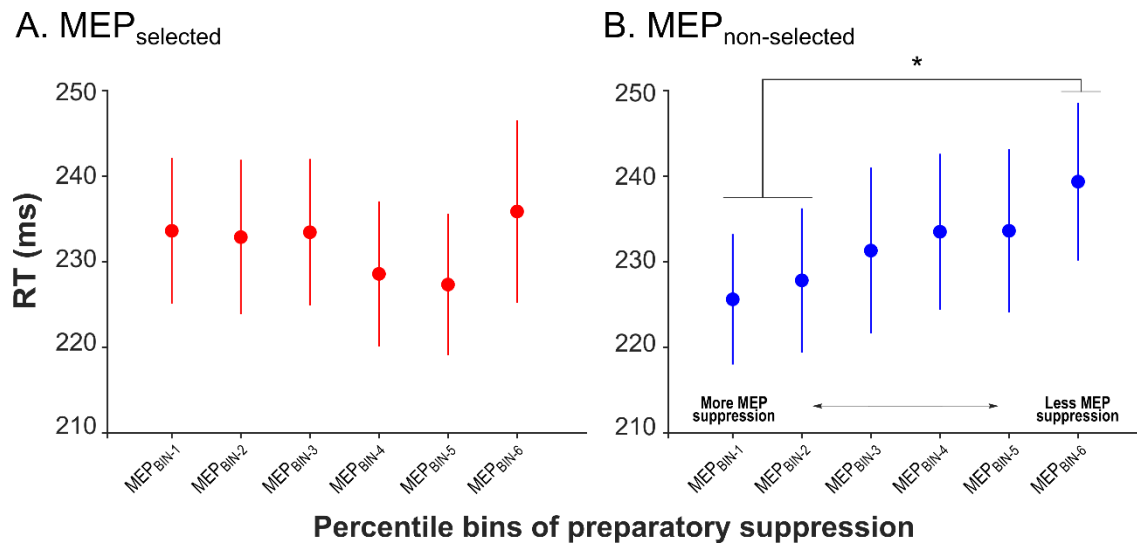 A. MEPselected
B. MEPnon-selected
*
RT (ms)
250
240
230
220
210
MEPBIN-1
MEPBIN-2
MEPBIN-3
MEPBIN-4
MEPBIN-5
MEPBIN-6
250
240
230
220
210
More MEP
suppression
Less MEP
suppression
MEPBIN-1
MEPBIN-2
MEPBIN-3
MEPBIN-4
MEPBIN-5
MEPBIN-6
Percentile bins of preparatory suppression